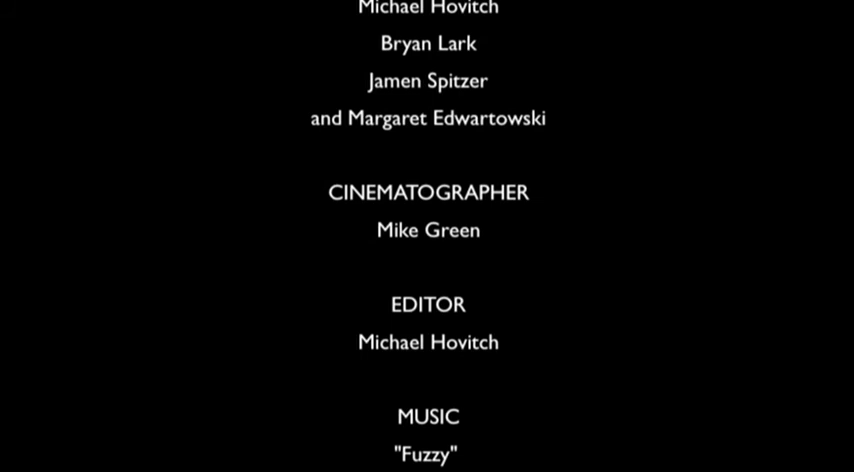 Michael Hovitch
Bryan Lark
Jamen Spitzer
and Margaret Edwartowski
CINEMATOGRAPHER
Mike Green
EDITOR
Michael Hovitch
MUSIC
"Fuzzy"